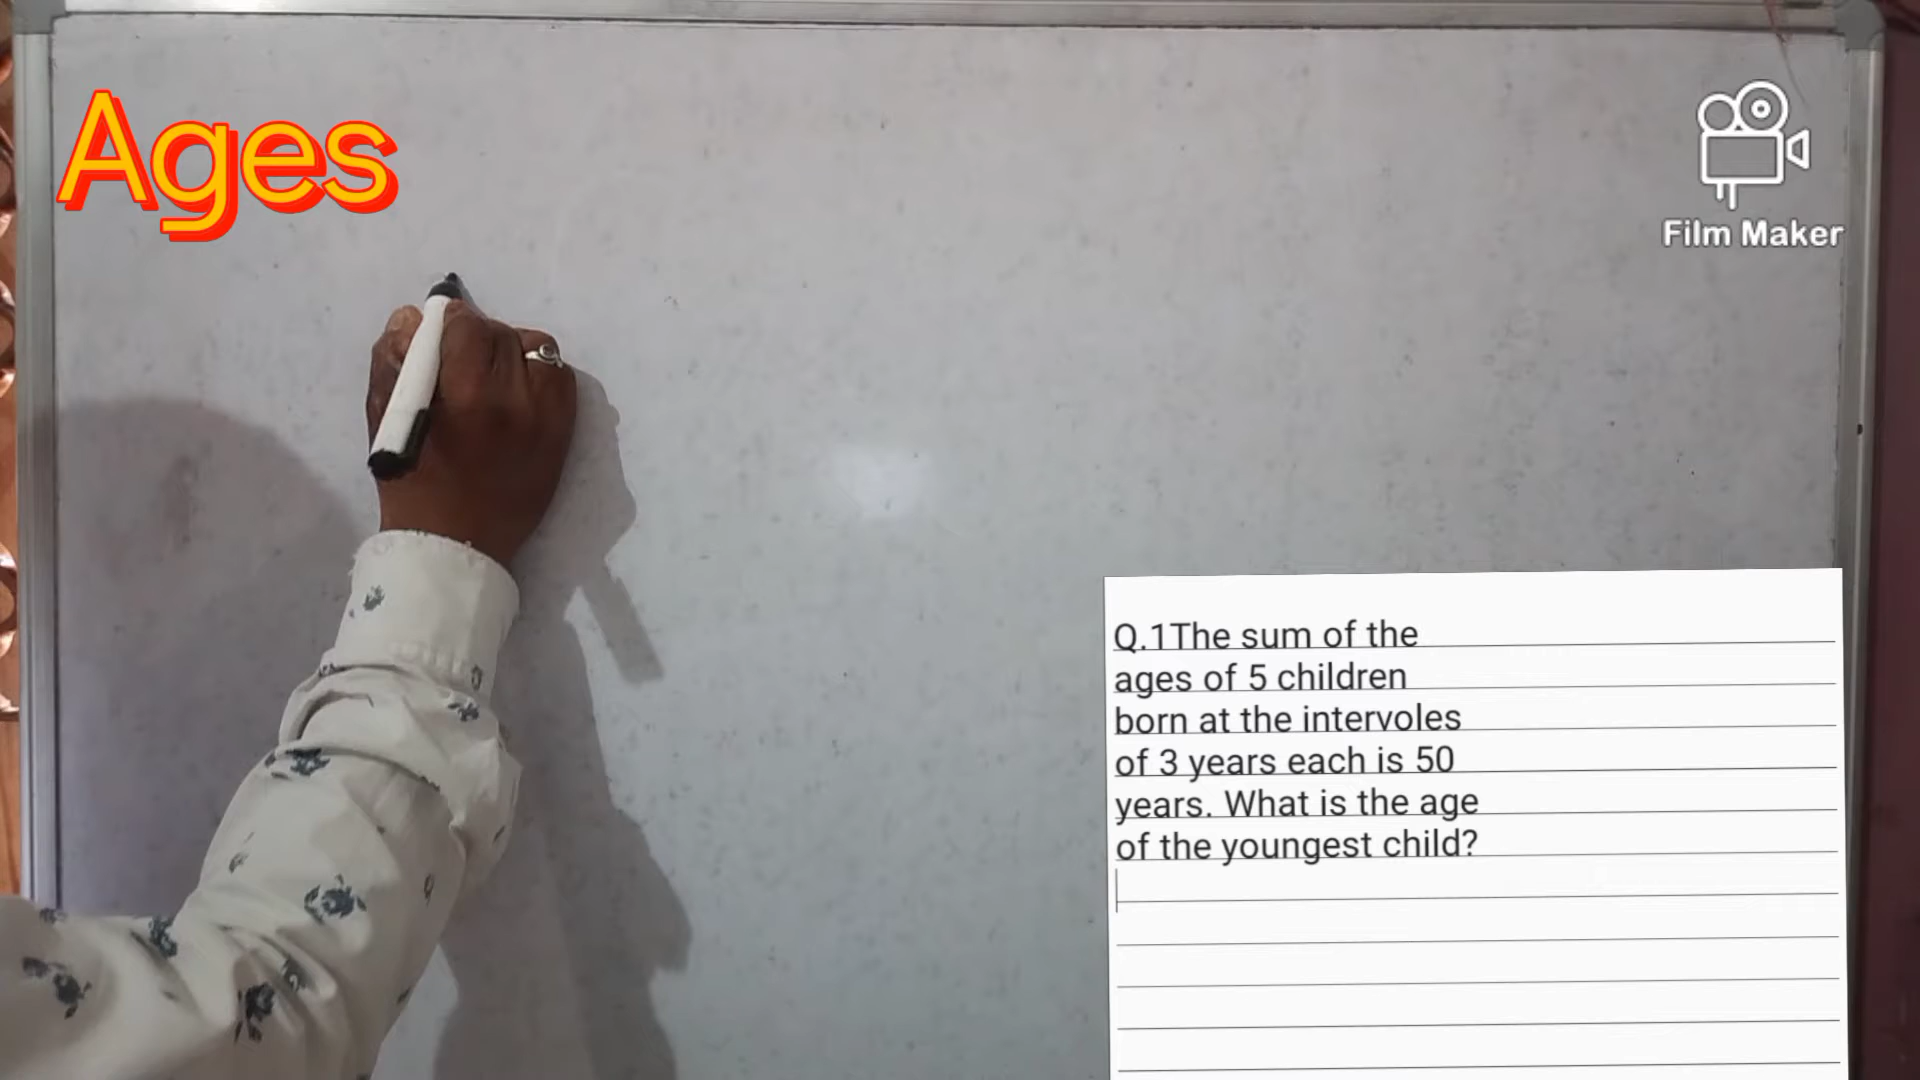 Ages
Film Maker
Q.1The sum of the
ages of 5 children
born at the intervoles
of 3 years each is 50
years. What is the age
of the youngest child?